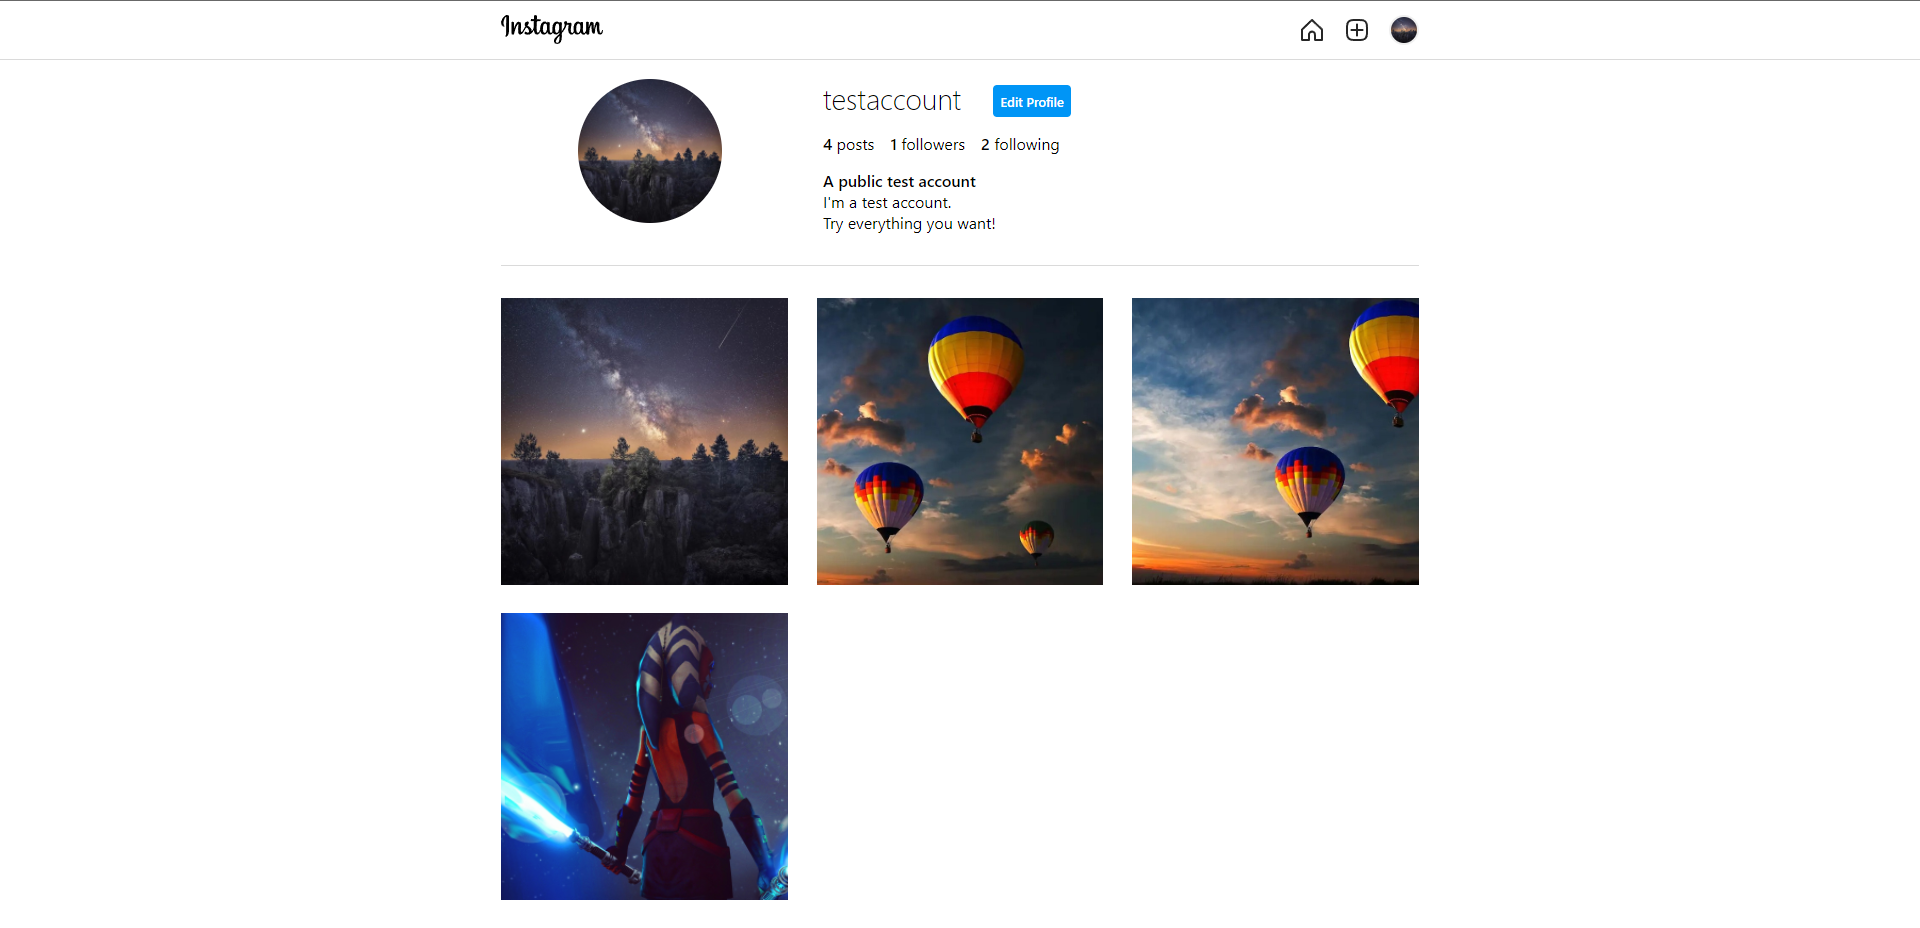 Instagram
testaccount Edit Profile
4 posts 1 followers 2 following
A public test account
I'm a test account.
Try everything you want!